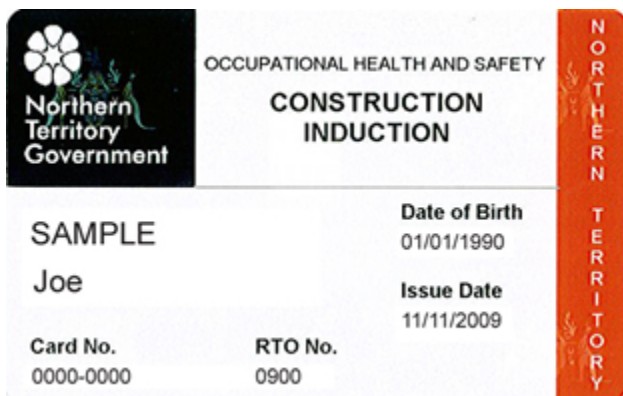 Northern
Territory
Government
OCCUPATIONAL HEALTH AND SAFETY
CONSTRUCTION
INDUCTION
SAMPLE
Joe
Date of Birth
01/01/1990
Issue Date
11/11/2009
Card No.
0000-0000
RTO No.
0900
NORTHERN TERRITORY